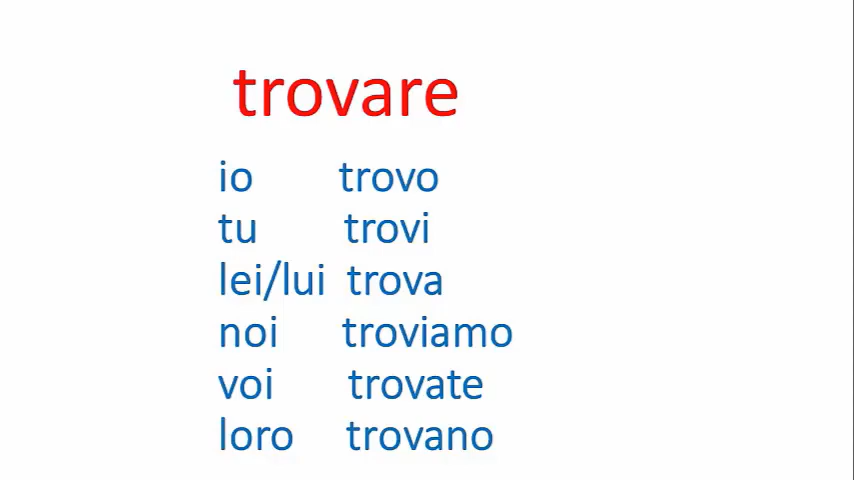 trovare
io trovo
tu trovi
lei/lui trova
noi troviamo
voi trovate
loro trovano